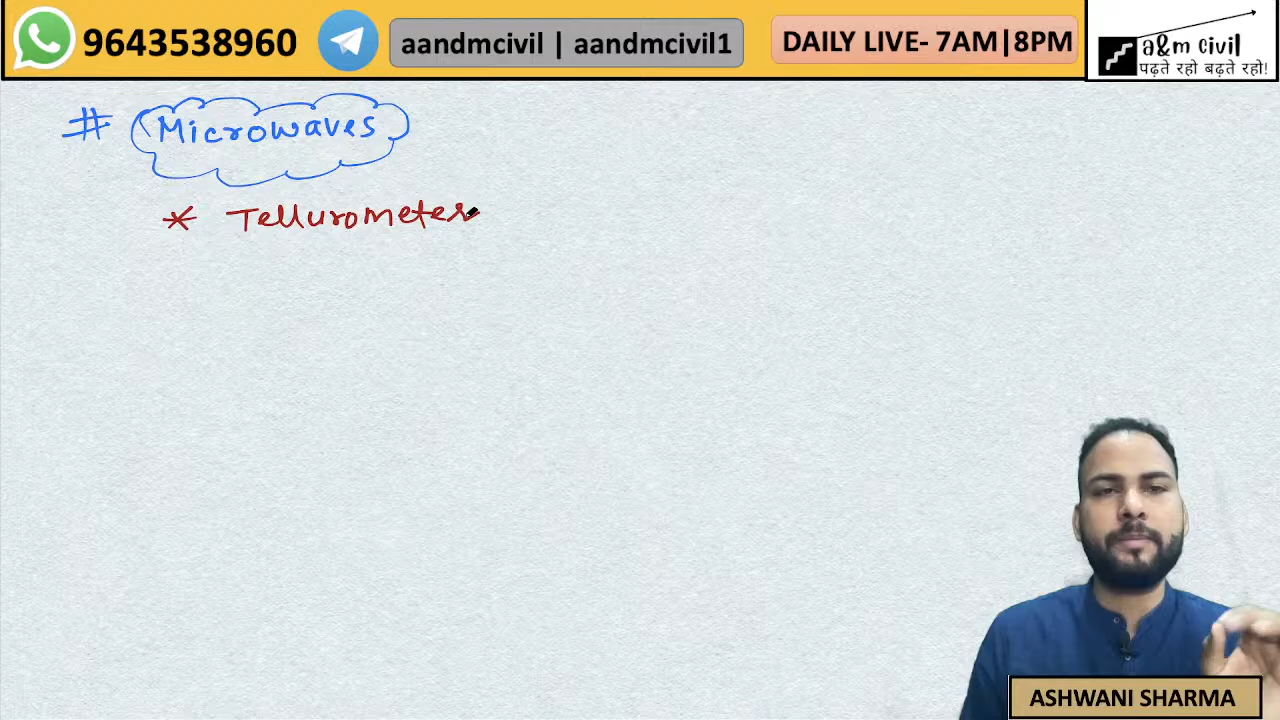 9643538960
aandmcivil | aandmcivil1
DAILY LIVE- 7AM|8PM
a&m civil
पढ़ते रहो बढ़ते रहो!
# Microwaves
* Tellurometer
ASHWANI SHARMA